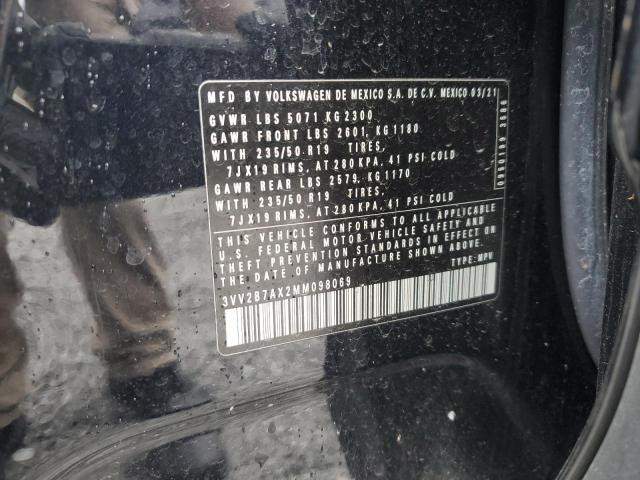 MFD BY VOLKSWAGEN DE MEXICO S.A. DE C.V. MEXICO 03/21
GVWR LBS 5071 KG 2300
GAWR FRONT LBS 2601, KG 1180
WITH 235/50 R19 TIRES,
7JX19 RIMS, AT 280 KPA, 41 PSI COLD
GAWR REAR LBS 2579, KG 1170
WITH 235/50 R19 TIRES,
7JX19 RIMS, AT 280 KPA, 41 PSI COLD
THIS VEHICLE CONFORMS TO ALL APPLICABLE
U.S. FEDERAL MOTOR VEHICLE SAFETY AND
THEFT PREVENTION STANDARDS IN EFFECT ON
THE DATE OF MANUFACTURE SHOWN ABOVE.
TYPE: MPV
3VV2B7AX2MM098069